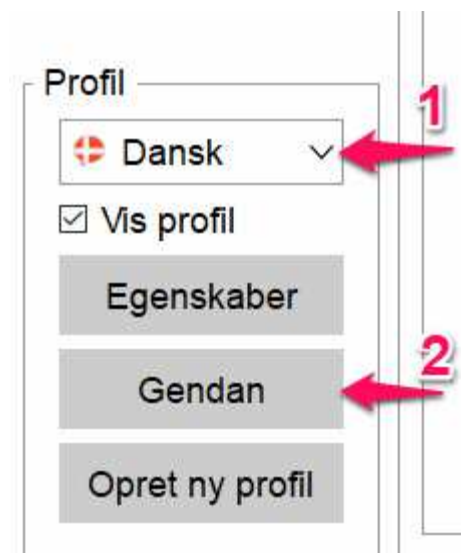 Profil
1
Dansk
Vis profil
Egenskaber
2
Gendan
Opret ny profil